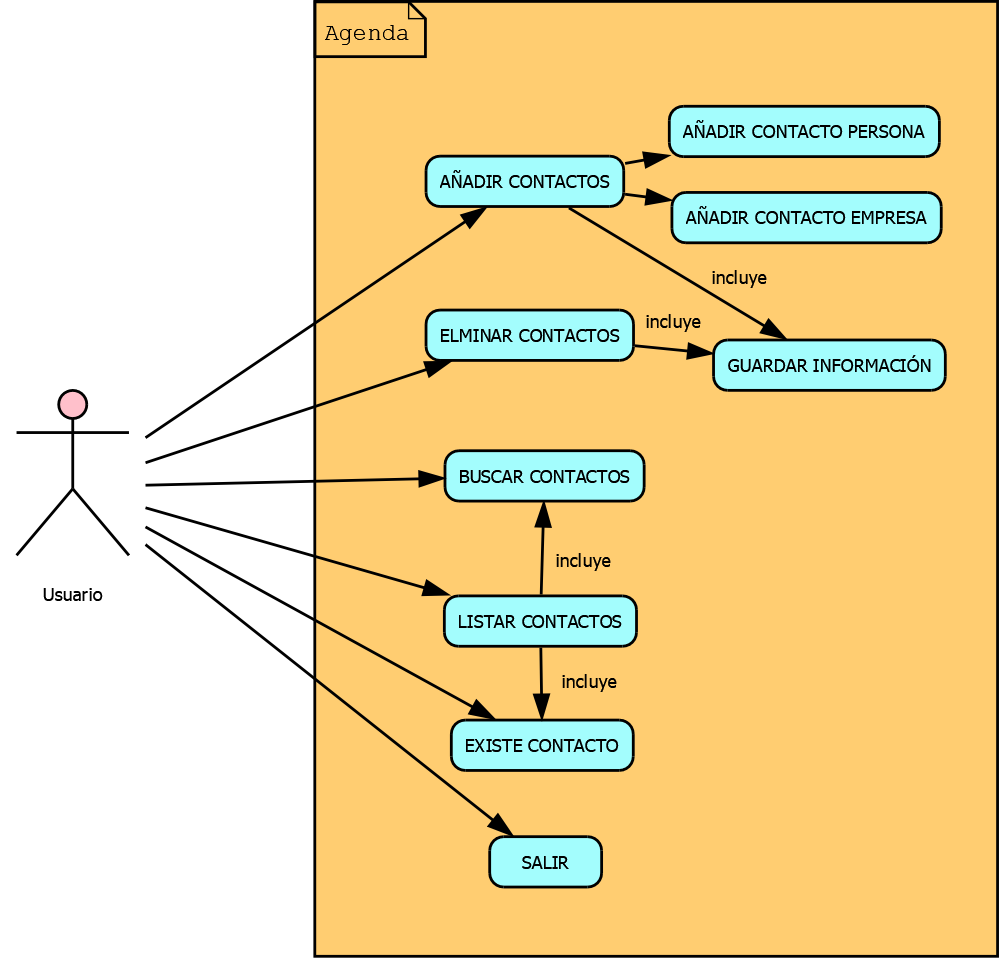 Agenda
AÑADIR CONTACTO PERSONA
AÑADIR CONTACTOS
AÑADIR CONTACTO EMPRESA
incluye
ELMINAR CONTACTOS
incluye
GUARDAR INFORMACIÓN
BUSCAR CONTACTOS
incluye
Usuario
LISTAR CONTACTOS
incluye
EXISTE CONTACTO
SALIR